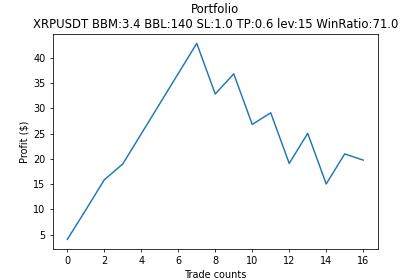 Portfolio
XRPUSDT BBM:3.4 BBL:140 SL:1.0 TP:0.6 lev:15 WinRatio:71.0
Profit ($)
40
35
30
25
20
15
10
5
0 2 4 6 8 10 12 14 16
Trade counts